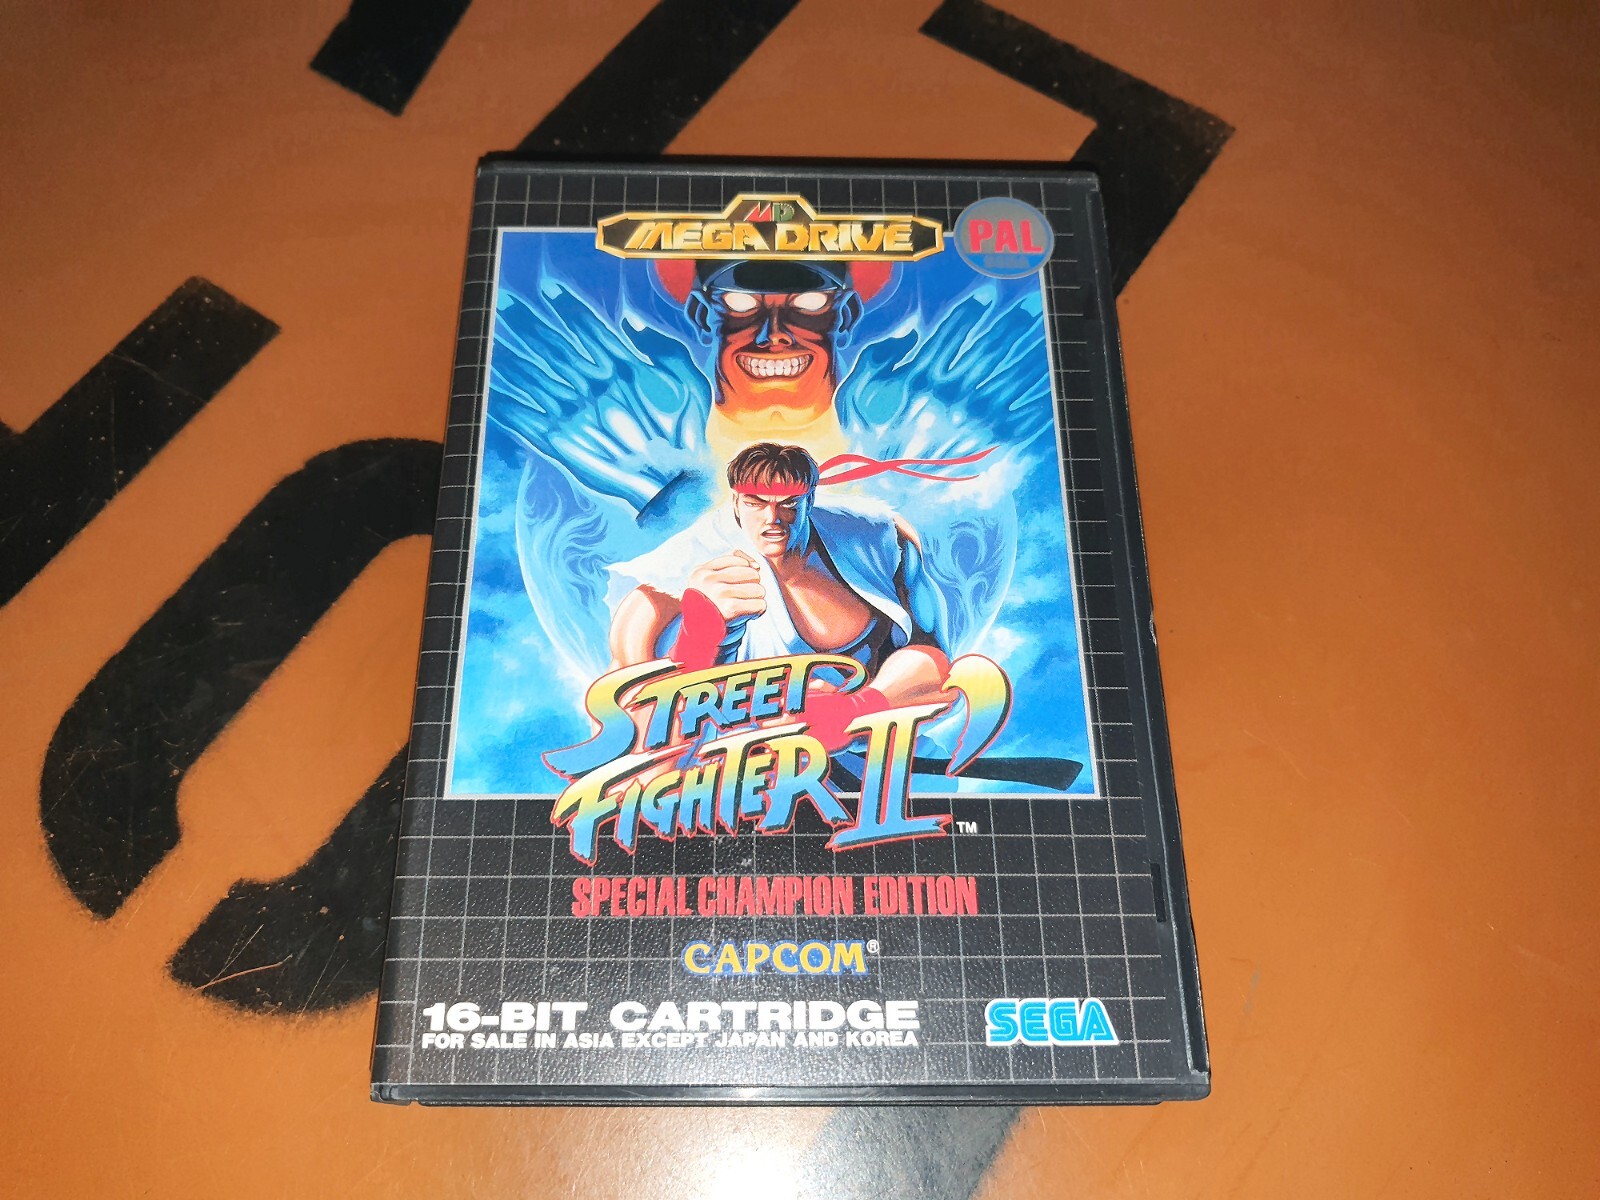 MD
MEGA DRIVE
PAL
STREET
FIGHTER II'
™
SPECIAL CHAMPION EDITION
CAPCOM®
16-BIT CARTRIDGE
FOR SALE IN ASIA EXCEPT JAPAN AND KOREA
SEGA